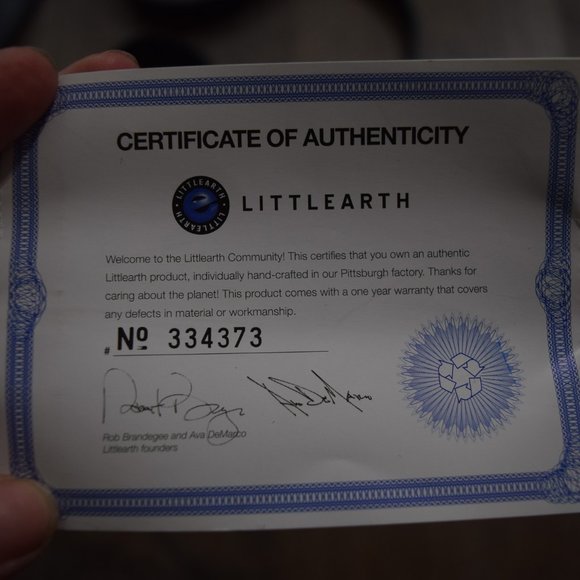 CERTIFICATE OF AUTHENTICITY
LITTLEARTH • LITTLEARTH •
LITTLEARTH
Welcome to the Littlearth Community! This certifies that you own an authentic
Littlearth product, individually hand-crafted in our Pittsburgh factory. Thanks for
caring about the planet! This product comes with a one year warranty that covers
any defects in material or workmanship.
# Nº 334373
Rob Brandegee and Ava DeMarco
Littlearth founders